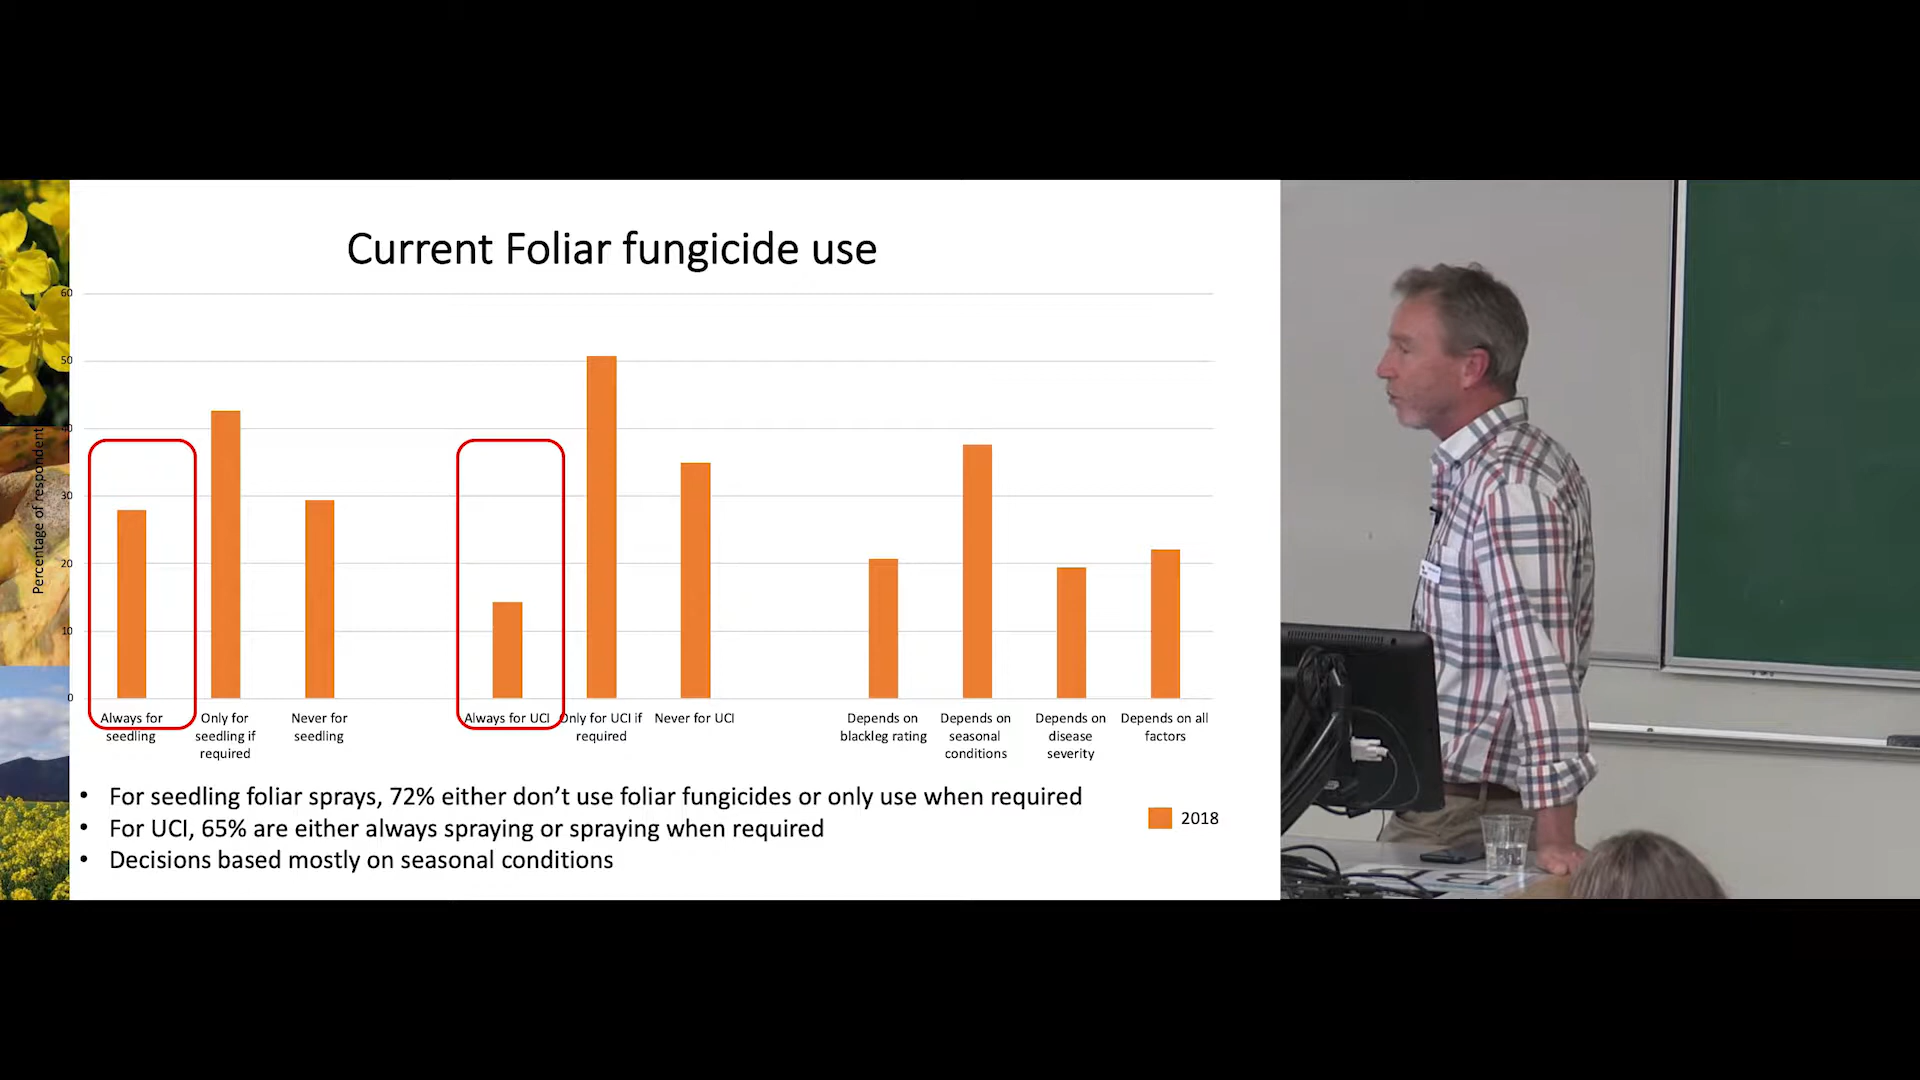 Current Foliar fungicide use
60
50
40
30
20
10
0
Percentage of respondent
Always for seedling
Only for seedling if required
Never for seedling
Always for UCI
Only for UCI if required
Never for UCI
Depends on blackleg rating
Depends on seasonal conditions
Depends on disease severity
Depends on all factors
• For seedling foliar sprays, 72% either don’t use foliar fungicides or only use when required
• For UCI, 65% are either always spraying or spraying when required
• Decisions based mostly on seasonal conditions
2018